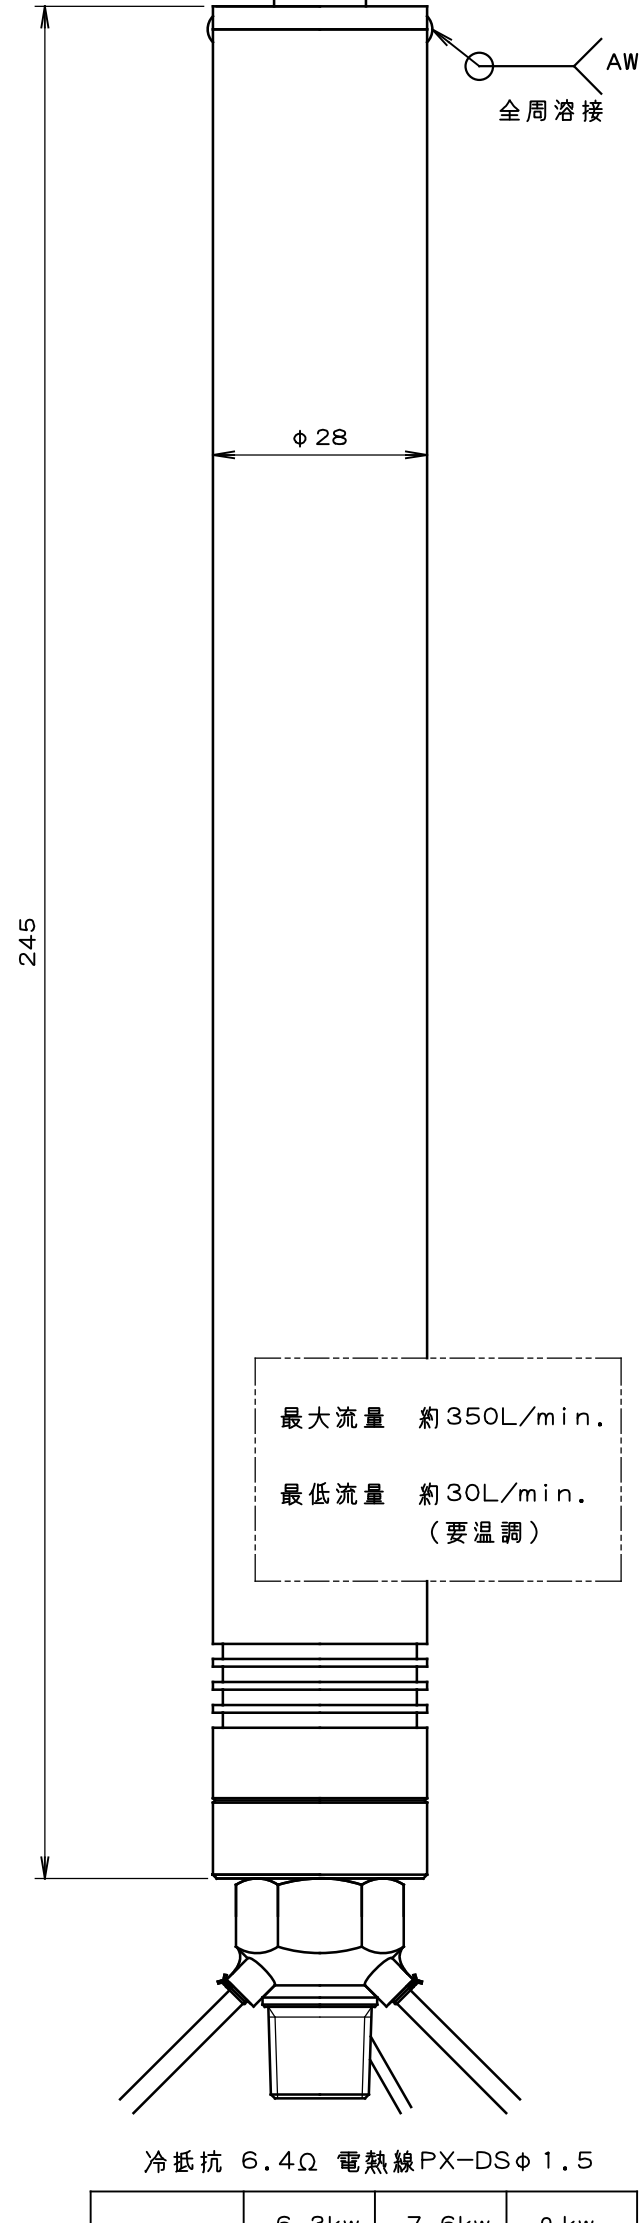 AW
全周溶接
φ28
245
最大流量　約350L/min.
最低流量　約30L/min.
（要温調）
冷抵抗 6.4Ω 電熱線PX-DSφ1.5